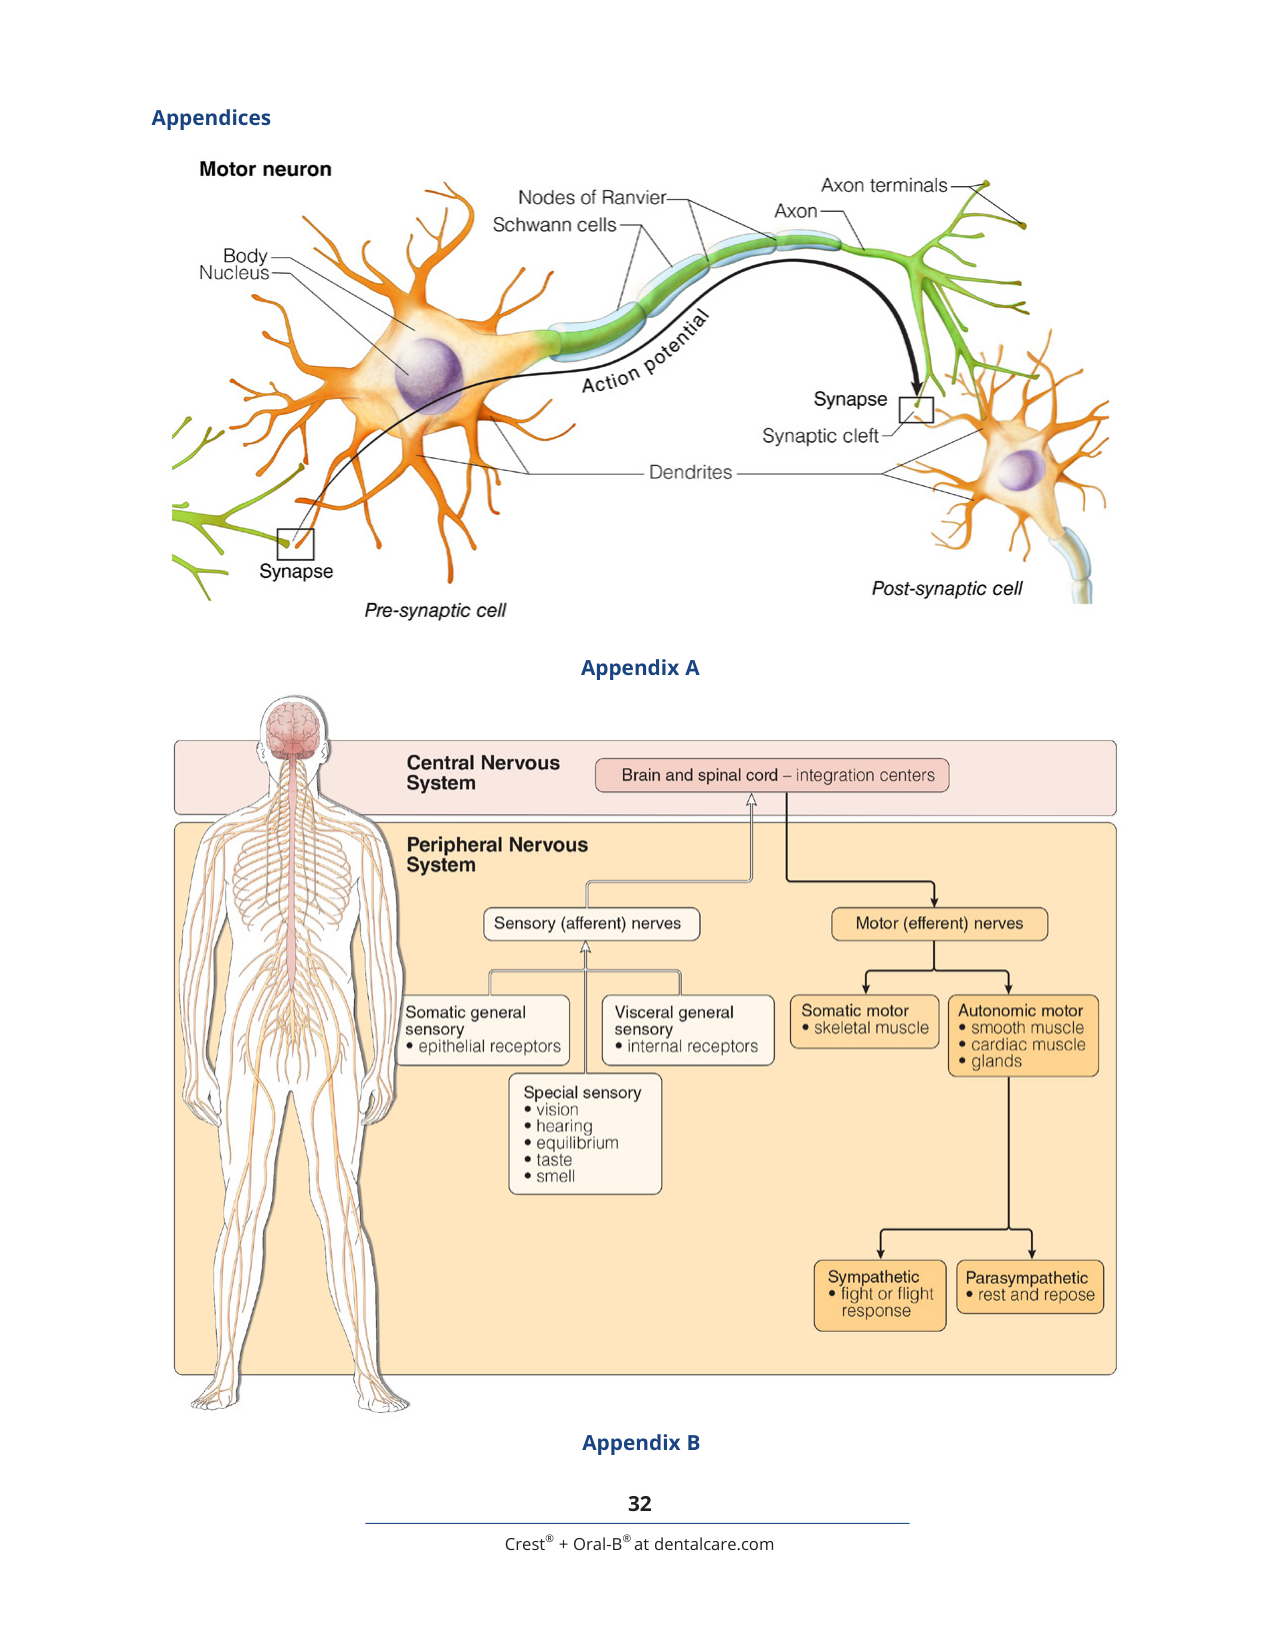 Appendices
Motor neuron
Axon terminals
Nodes of Ranvier
Axon
Schwann cells
Body
Nucleus
Action potential
Synapse
Synaptic cleft
Dendrites
Synapse
Post-synaptic cell
Pre-synaptic cell
Appendix A
Central Nervous
System
Brain and spinal cord – integration centers
Peripheral Nervous
System
Sensory (afferent) nerves
Motor (efferent) nerves
Somatic general
sensory
• epithelial receptors
Visceral general
sensory
• internal receptors
Somatic motor
• skeletal muscle
Autonomic motor
• smooth muscle
• cardiac muscle
• glands
Special sensory
• vision
• hearing
• equilibrium
• taste
• smell
Sympathetic
• fight or flight
response
Parasympathetic
• rest and repose
Appendix B
32
Crest® + Oral-B® at dentalcare.com